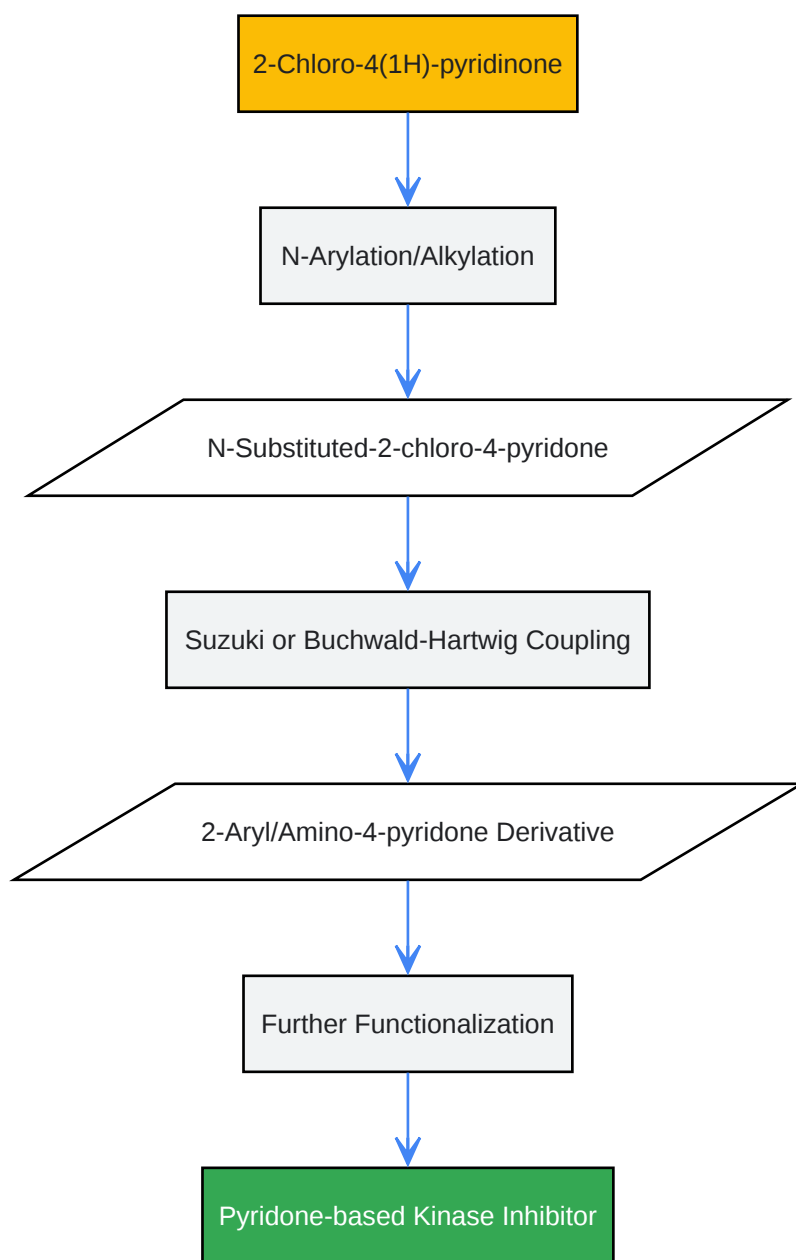 2-Chloro-4(1H)-pyridinone
N-Arylation/Alkylation
N-Substituted-2-chloro-4-pyridone
Suzuki or Buchwald-Hartwig Coupling
2-Aryl/Amino-4-pyridone Derivative
Further Functionalization
Pyridone-based Kinase Inhibitor